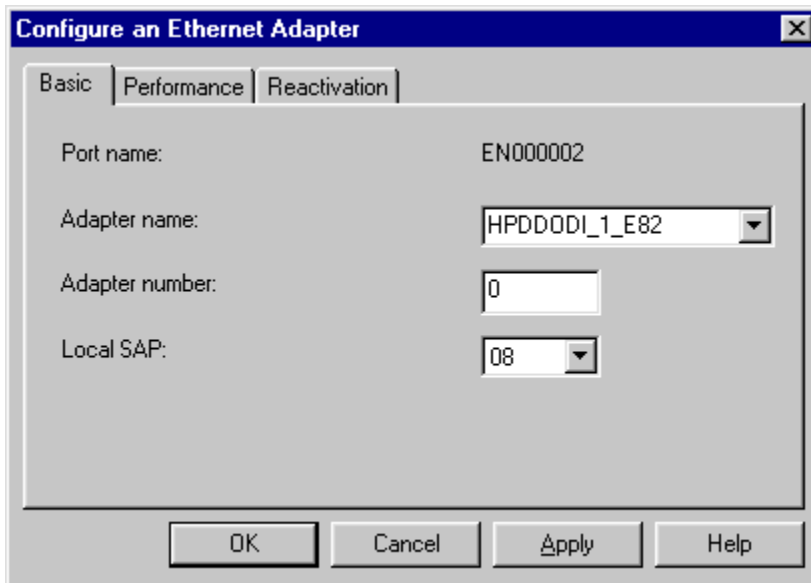 Configure an Ethernet Adapter
Basic Performance Reactivation
Port name: EN000002
Adapter name: HPDDODI_1_E82
Adapter number: 0
Local SAP: 08
OK Cancel Apply Help